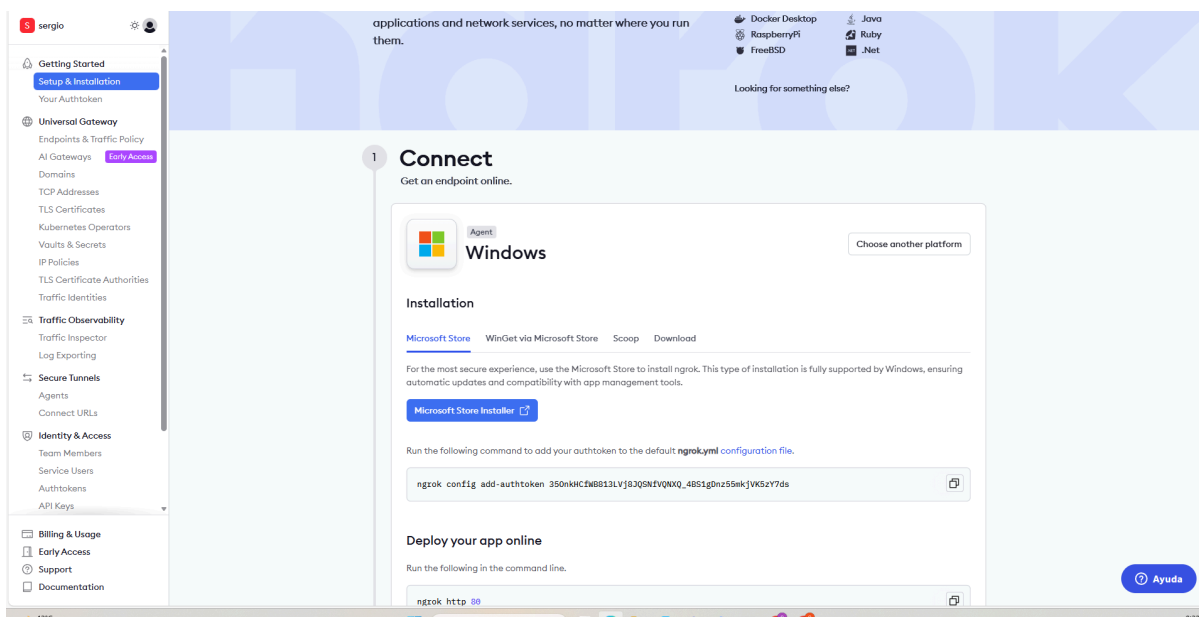 S sergio
Getting Started
Setup & Installation
Your Authtoken
Universal Gateway
Endpoints & Traffic Policy
AI Gateways Early Access
Domains
TCP Addresses
TLS Certificates
Kubernetes Operators
Vaults & Secrets
IP Policies
TLS Certificate Authorities
Traffic Identities
Traffic Observability
Traffic Inspector
Log Exporting
Secure Tunnels
Agents
Connect URLs
Identity & Access
Team Members
Service Users
Authtokens
API Keys
Billing & Usage
Early Access
Support
Documentation
applications and network services, no matter where you run
them.
Docker Desktop
RaspberryPi
FreeBSD
Java
Ruby
.Net
Looking for something else?
1 Connect
Get an endpoint online.
Agent
Windows
Choose another platform
Installation
Microsoft Store WinGet via Microsoft Store Scoop Download
For the most secure experience, use the Microsoft Store to install ngrok. This type of installation is fully supported by Windows, ensuring
automatic updates and compatibility with app management tools.
Microsoft Store Installer
Run the following command to add your authtoken to the default ngrok.yml configuration file.
ngrok config add-authtoken 35OnkHCfWB813LVj8JQSNfVQNXQ_4BS1gDnz55mkjVK5zY7ds
Deploy your app online
Run the following in the command line.
ngrok http 80
Ayuda